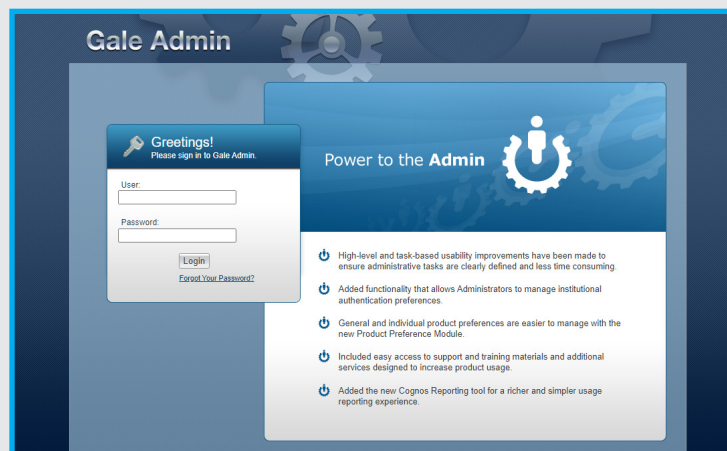 Gale Admin
Greetings!
Please sign in to Gale Admin.
User:
Password:
Login
Forgot Your Password?
Power to the Admin
High-level and task-based usability improvements have been made to
ensure administrative tasks are clearly defined and less time consuming.
Added functionality that allows Administrators to manage institutional
authentication preferences.
General and individual product preferences are easier to manage with the
new Product Preference Module.
Included easy access to support and training materials and additional
services designed to increase product usage.
Added the new Cognos Reporting tool for a richer and simpler usage
reporting experience.